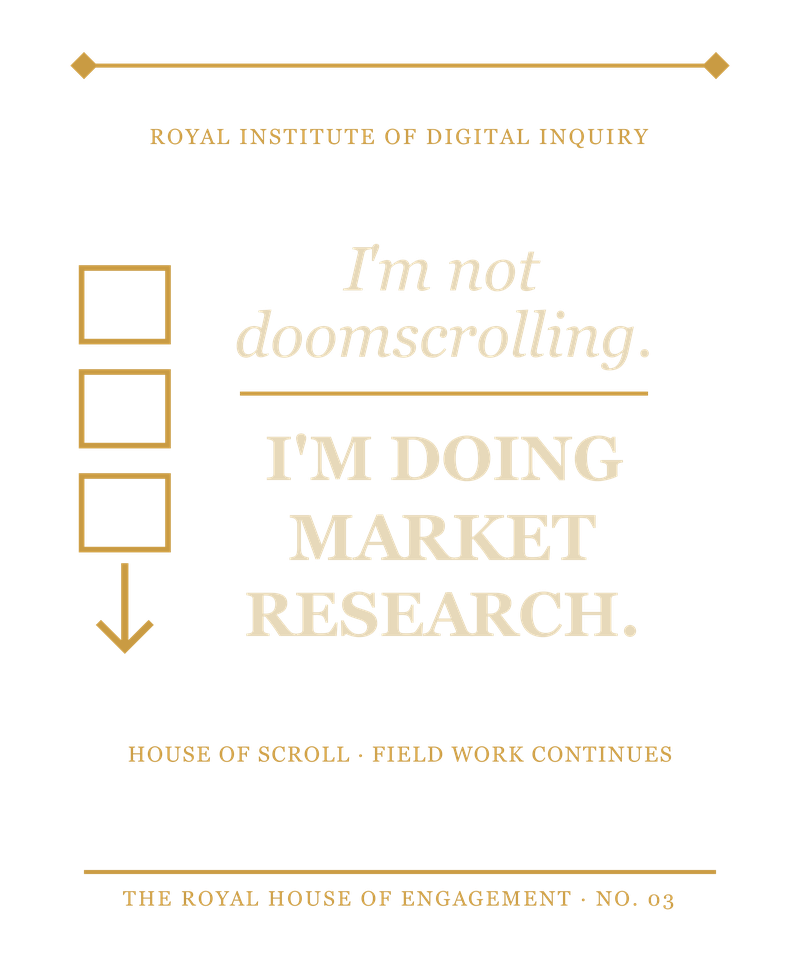 ROYAL INSTITUTE OF DIGITAL INQUIRY
I'm not
doomscrolling.
I'M DOING
MARKET
RESEARCH.
HOUSE OF SCROLL · FIELD WORK CONTINUES
THE ROYAL HOUSE OF ENGAGEMENT · NO. 03